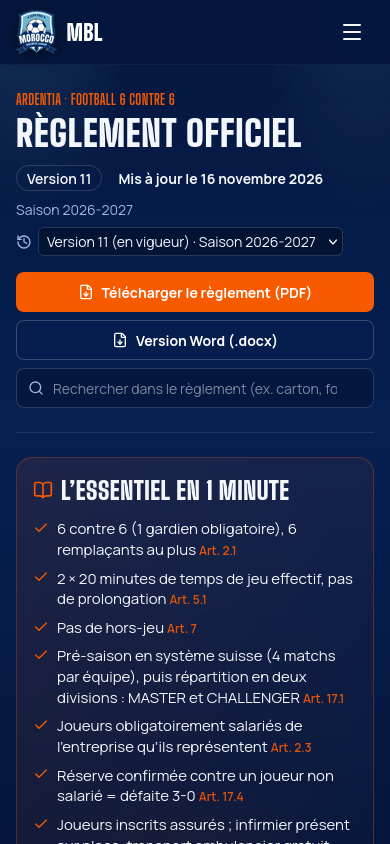 MOROCCO
MBL
ARDENTIA · FOOTBALL 6 CONTRE 6
RÈGLEMENT OFFICIEL
Version 11
Mis à jour le 16 novembre 2026
Saison 2026-2027
Version 11 (en vigueur) · Saison 2026-2027
Télécharger le règlement (PDF)
Version Word (.docx)
Rechercher dans le règlement (ex. carton, fo
L'ESSENTIEL EN 1 MINUTE
6 contre 6 (1 gardien obligatoire), 6
remplaçants au plus Art. 2.1
2 × 20 minutes de temps de jeu effectif, pas
de prolongation Art. 5.1
Pas de hors-jeu Art. 7
Pré-saison en système suisse (4 matchs
par équipe), puis répartition en deux
divisions : MASTER et CHALLENGER Art. 17.1
Joueurs obligatoirement salariés de
l'entreprise qu'ils représentent Art. 2.3
Réserve confirmée contre un joueur non
salarié = défaite 3-0 Art. 17.4
Joueurs inscrits assurés ; infirmier présent
sur place, transport ambulancier gratuit